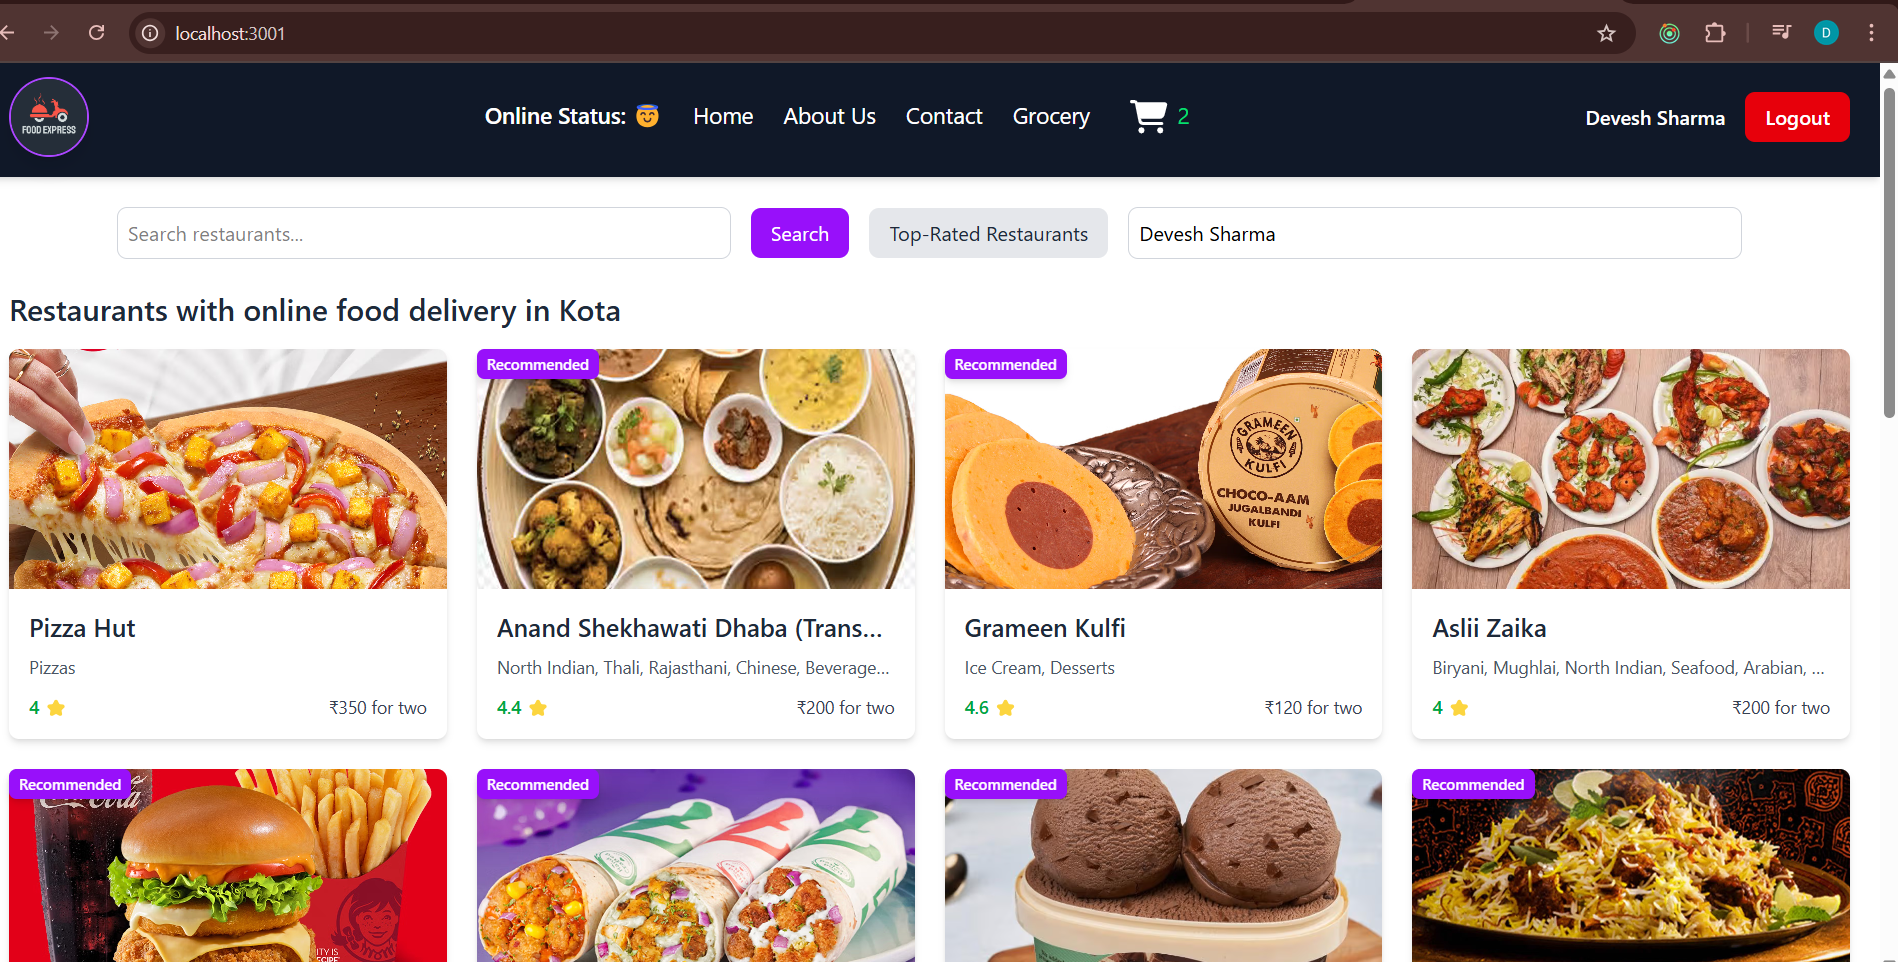 localhost:3001
D
FOOD EXPRESS
Online Status: 😇
Home
About Us
Contact
Grocery
2
Devesh Sharma
Logout
Search restaurants...
Search
Top-Rated Restaurants
Devesh Sharma
Restaurants with online food delivery in Kota
Recommended
Recommended
GRAMEEN
KULFI
CHOCO-AAM
JUGALBANDI
KULFI
Pizza Hut
Pizzas
4 ⭐
₹350 for two
Anand Shekhawati Dhaba (Trans...
North Indian, Thali, Rajasthani, Chinese, Beverage...
4.4 ⭐
₹200 for two
Grameen Kulfi
Ice Cream, Desserts
4.6 ⭐
₹120 for two
Aslii Zaika
Biryani, Mughlai, North Indian, Seafood, Arabian, ...
4 ⭐
₹200 for two
Recommended
Recommended
Recommended
Recommended